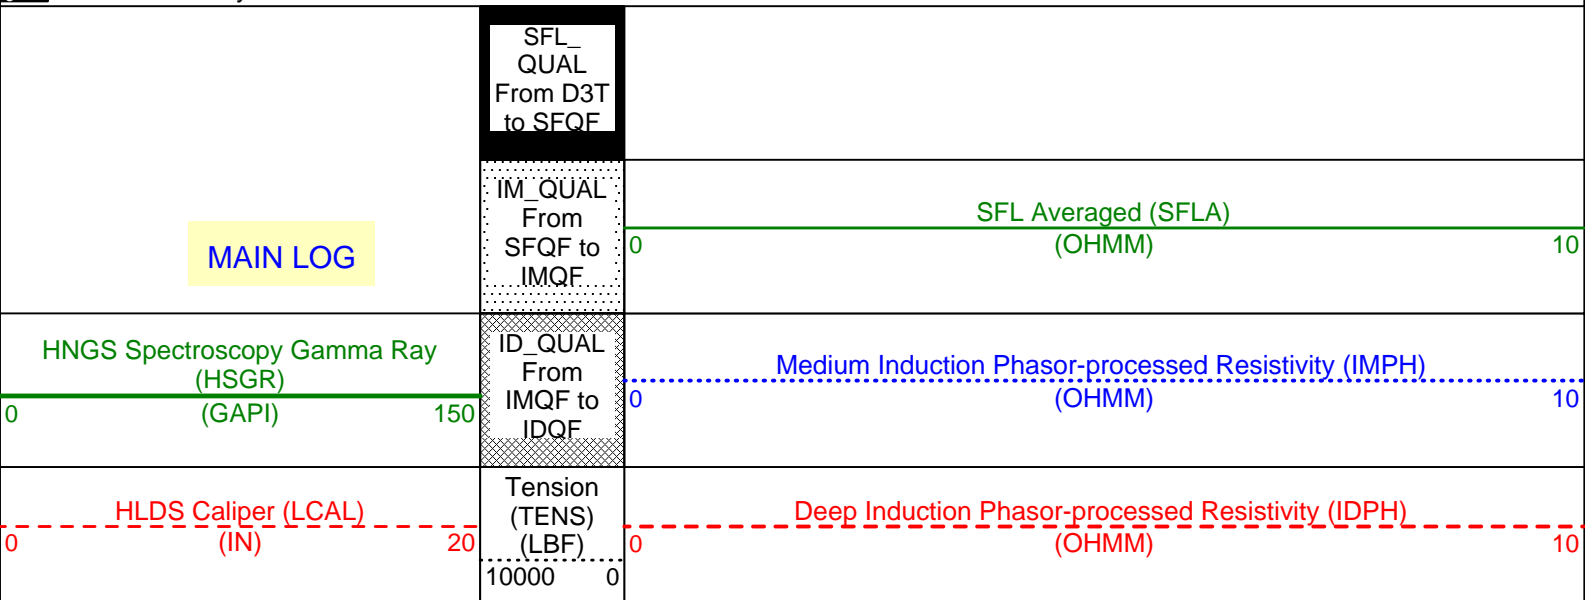 SFL_
QUAL
From D3T
to SFQF
MAIN LOG
IM_QUAL
From
SFQF to
IMQF
SFL Averaged (SFLA)
0 (OHMM) 10
HNGS Spectroscopy Gamma Ray
(HSGR)
0 (GAPI) 150
ID_QUAL
From
IMQF to
IDQF
Medium Induction Phasor-processed Resistivity (IMPH)
0 (OHMM) 10
HLDS Caliper (LCAL)
0 (IN) 20
Tension
(TENS)
(LBF)
10000 0
Deep Induction Phasor-processed Resistivity (IDPH)
0 (OHMM) 10